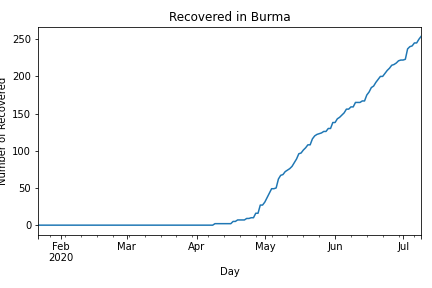 Recovered in Burma
Number of Recovered
250
200
150
100
50
0
Feb
2020
Mar
Apr
May
Jun
Jul
Day